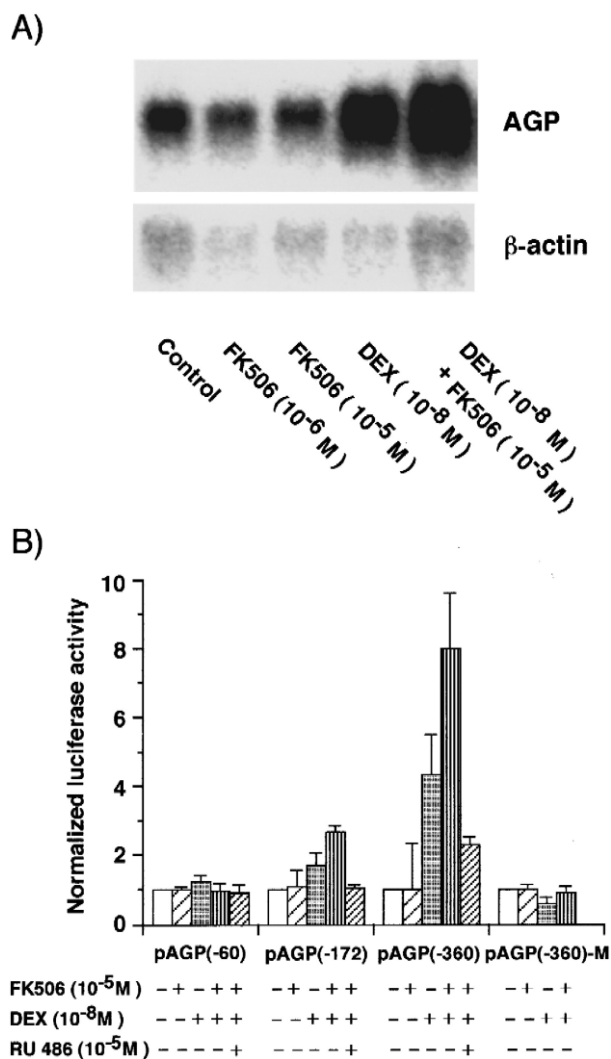 A)
AGP
β-actin
Control
FK506 (10-6 M)
FK506 (10-5 M)
DEX (10-8 M)
DEX (10-8 M)
+ FK506 (10-5 M)
B)
Normalized luciferase activity
10
8
6
4
2
0
pAGP(-60) pAGP(-172) pAGP(-360) pAGP(-360)-M
FK506 (10-5M) - + - + + - + - + + - + - + + - + - +
DEX (10-8M) - - + + + - - + + + - - + + + - - + +
RU 486 (10-5M) - - - - + - - - - + - - - - + - - - -